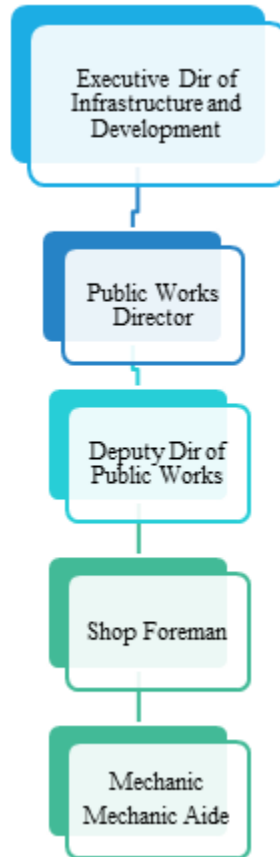 Executive Dir of
Infrastructure and
Development
Public Works
Director
Deputy Dir of
Public Works
Shop Foreman
Mechanic
Mechanic Aide